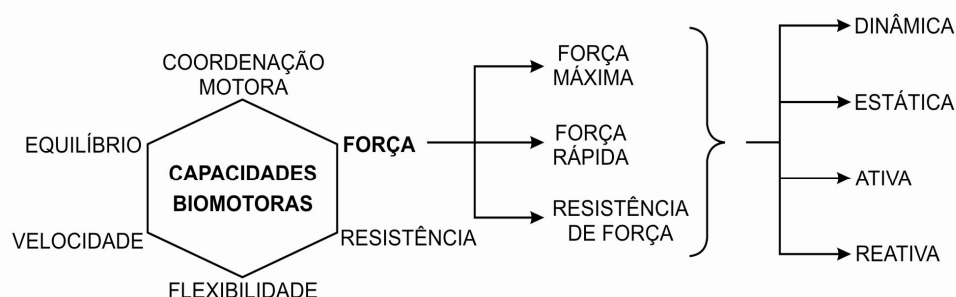 COORDENAÇÃO
MOTORA
EQUILÍBRIO
FORÇA
CAPACIDADES
BIOMOTORAS
VELOCIDADE
RESISTÊNCIA
FLEXIBILIDADE
FORÇA
MÁXIMA
FORÇA
RÁPIDA
RESISTÊNCIA
DE FORÇA
DINÂMICA
ESTÁTICA
ATIVA
REATIVA